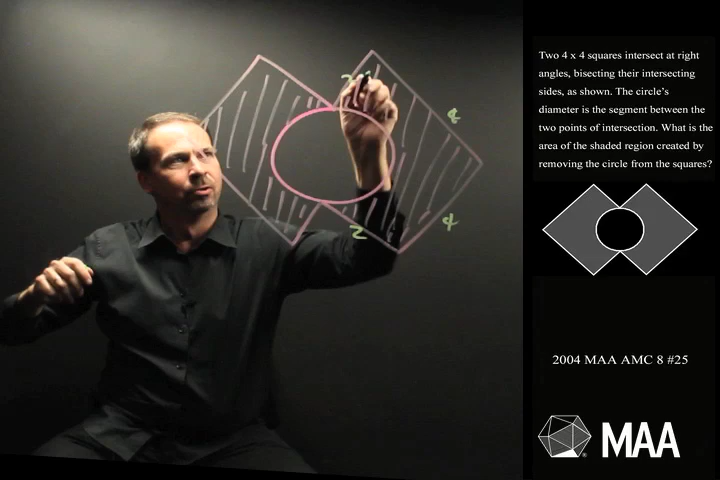 Two 4 x 4 squares intersect at right
angles, bisecting their intersecting
sides, as shown. The circle's
diameter is the segment between the
two points of intersection. What is the
area of the shaded region created by
removing the circle from the squares?
2
4
2
4
2004 MAA AMC 8 #25
MAA